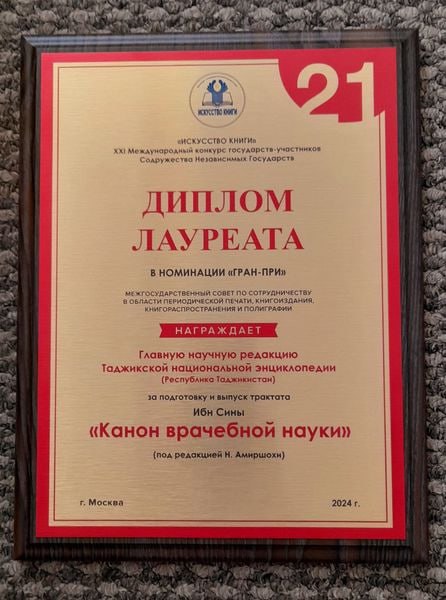 21
ИСКУССТВО КНИГИ
«ИСКУССТВО КНИГИ»
XXI Международный конкурс государств-участников
Содружества Независимых Государств
ДИПЛОМ
ЛАУРЕАТА
В НОМИНАЦИИ «ГРАН-ПРИ»
МЕЖГОСУДАРСТВЕННЫЙ СОВЕТ ПО СОТРУДНИЧЕСТВУ
В ОБЛАСТИ ПЕРИОДИЧЕСКОЙ ПЕЧАТИ, КНИГОИЗДАНИЯ,
КНИГОРАСПРОСТРАНЕНИЯ И ПОЛИГРАФИИ
НАГРАЖДАЕТ
Главную научную редакцию
Таджикской национальной энциклопедии
(Республика Таджикистан)
за подготовку и выпуск трактата
Ибн Сины
«Канон врачебной науки»
(под редакцией Н. Амиршохи)
г. Москва 2024 г.